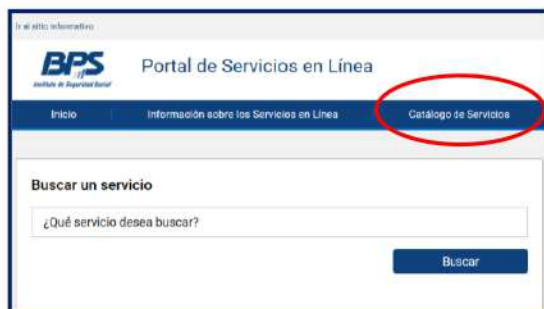 Ir al sitio informativo
BPS
Instituto de Seguridad Social
Portal de Servicios en Línea
Inicio
Información sobre los Servicios en Línea
Catálogo de Servicios
Buscar un servicio
¿Qué servicio desea buscar?
Buscar